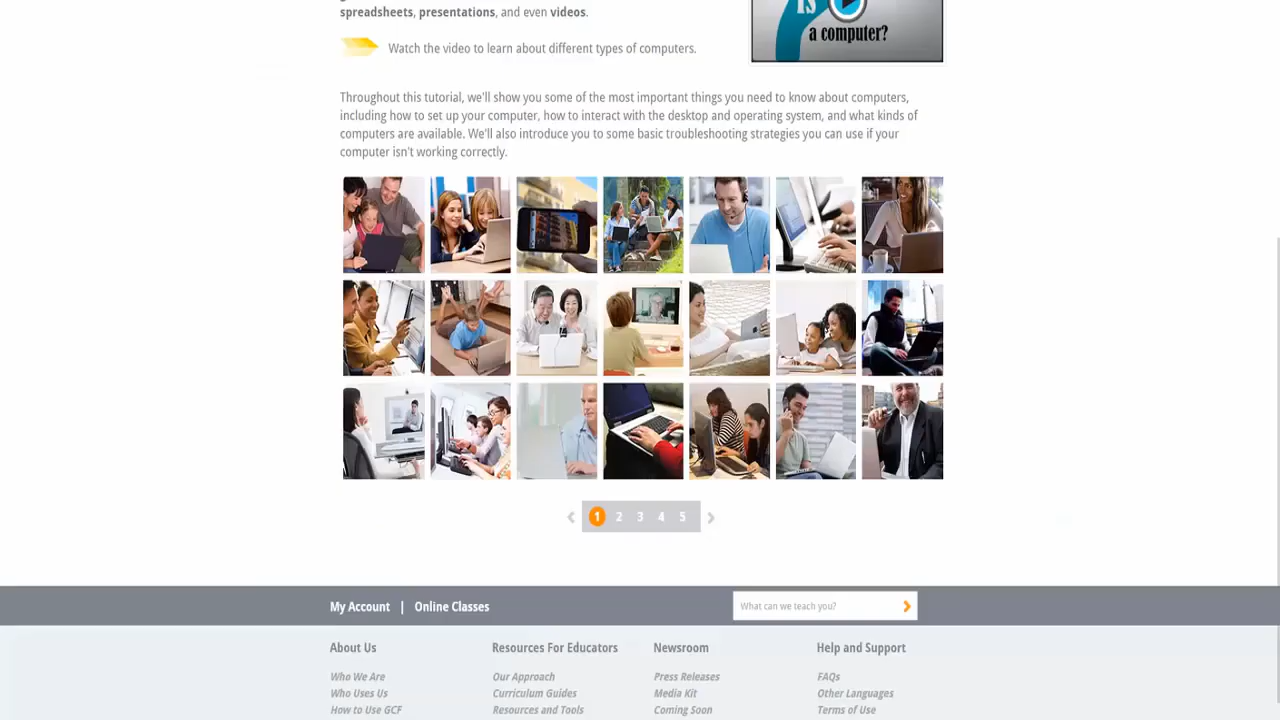 spreadsheets, presentations, and even videos.
is
a computer?
Watch the video to learn about different types of computers.
Throughout this tutorial, we'll show you some of the most important things you need to know about computers,
including how to set up your computer, how to interact with the desktop and operating system, and what kinds of
computers are available. We'll also introduce you to some basic troubleshooting strategies you can use if your
computer isn't working correctly.
1 2 3 4 5
My Account | Online Classes
What can we teach you?
About Us Resources For Educators Newsroom Help and Support
Who We Are Our Approach Press Releases FAQs
Who Uses Us Curriculum Guides Media Kit Other Languages
How to Use GCF Resources and Tools Coming Soon Terms of Use